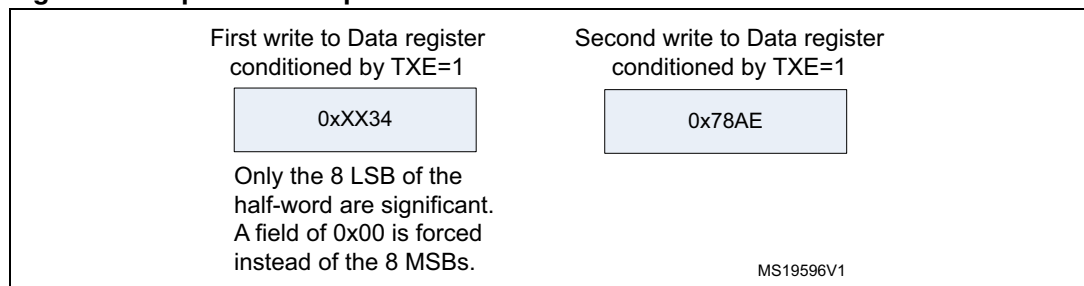 First write to Data register
conditioned by TXE=1
0xXX34
Only the 8 LSB of the
half-word are significant.
A field of 0x00 is forced
instead of the 8 MSBs.
Second write to Data register
conditioned by TXE=1
0x78AE
MS19596V1